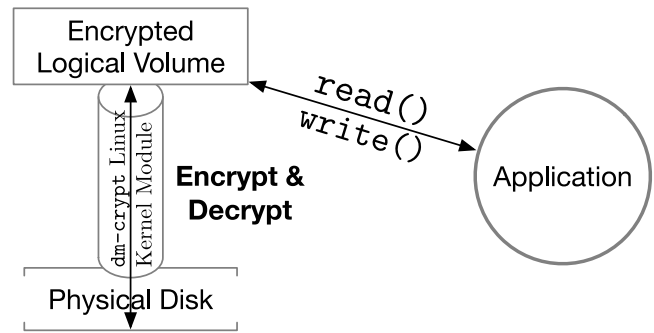 Encrypted
Logical Volume
read()
write()
dm-crypt Linux
Kernel Module
Encrypt &
Decrypt
Application
Physical Disk